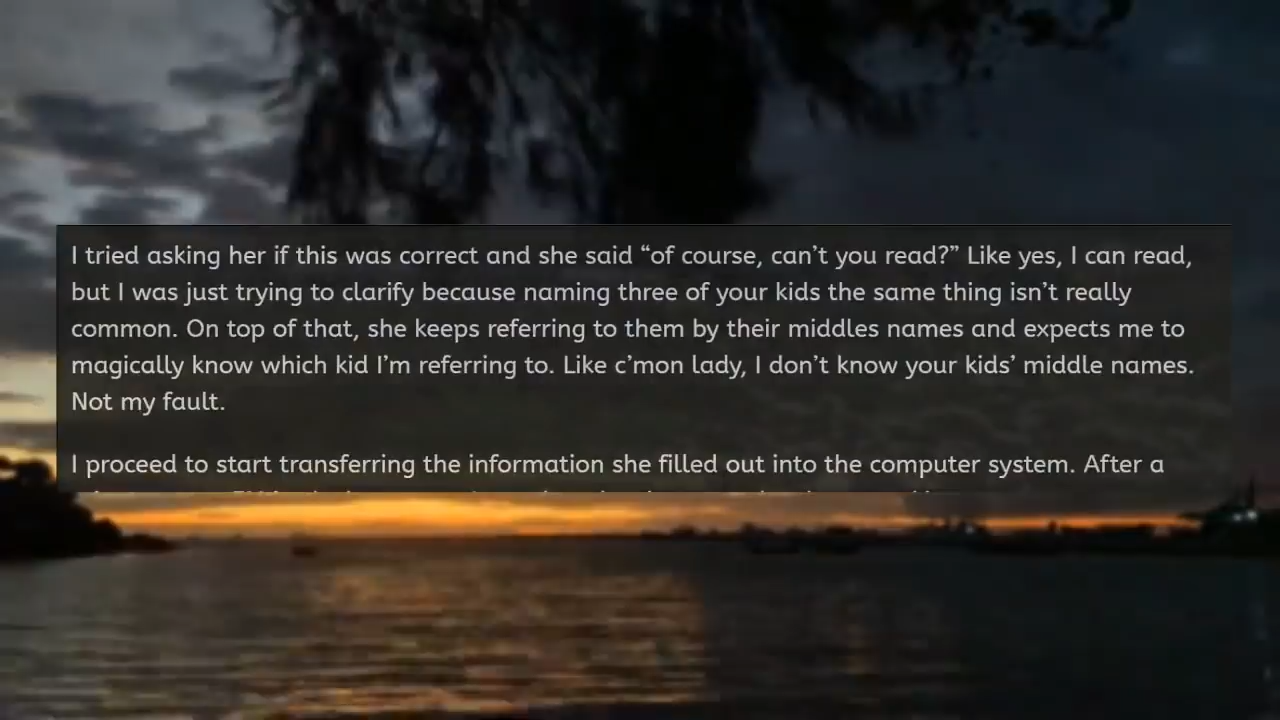 I tried asking her if this was correct and she said “of course, can’t you read?” Like yes, I can read,
but I was just trying to clarify because naming three of your kids the same thing isn’t really
common. On top of that, she keeps referring to them by their middles names and expects me to
magically know which kid I’m referring to. Like c’mon lady, I don’t know your kids’ middle names.
Not my fault.
I proceed to start transferring the information she filled out into the computer system. After a